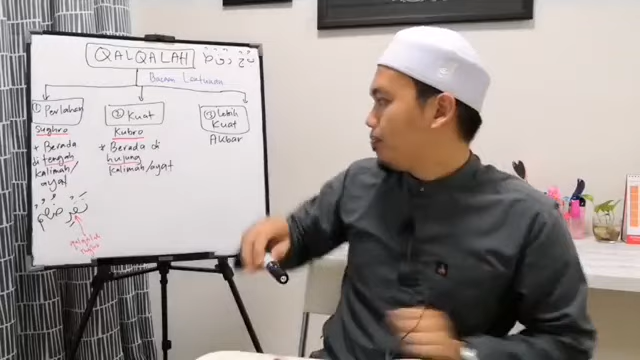 QALQALAH
Bacaan Lantunan
① Perlahan
Sughro
* Berada
di tengah
kalimah/
ayat
② Kuat
Kubro
* Berada di
hujung
kalimah/ayat
③ Lebih
Kuat
Akbar